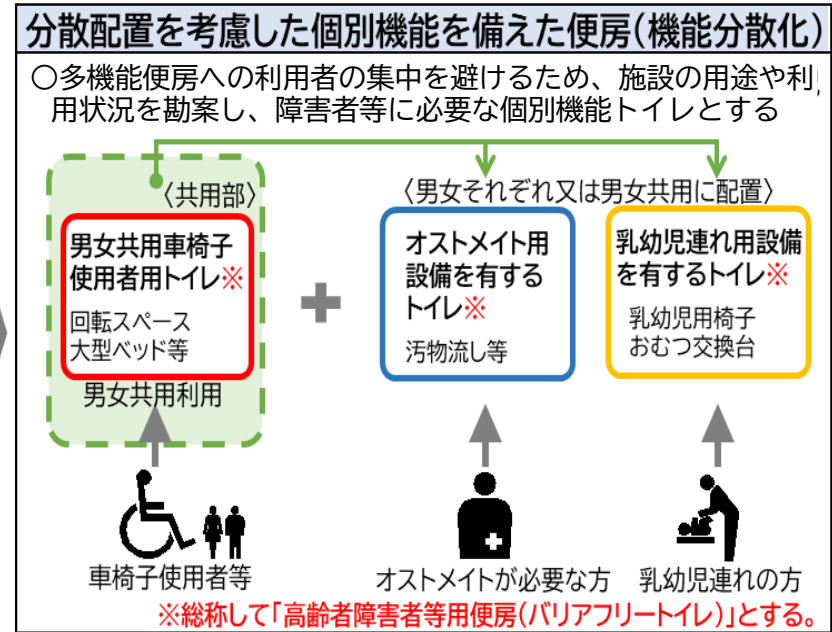 分散配置を考慮した個別機能を備えた便房(機能分散化)
○多機能便房への利用者の集中を避けるため、施設の用途や利
用状況を勘案し、障害者等に必要な個別機能トイレとする
〈共用部〉
男女共用車椅子
使用者用トイレ※
回転スペース
大型ベッド等
男女共用利用
〈男女それぞれ又は男女共用に配置〉
オストメイト用
設備を有する
トイレ※
汚物流し等
乳幼児連れ用設備
を有するトイレ※
乳幼児用椅子
おむつ交換台
車椅子使用者等
オストメイトが必要な方
乳幼児連れの方
※総称して「高齢者障害者等用便房(バリアフリートイレ)」とする。